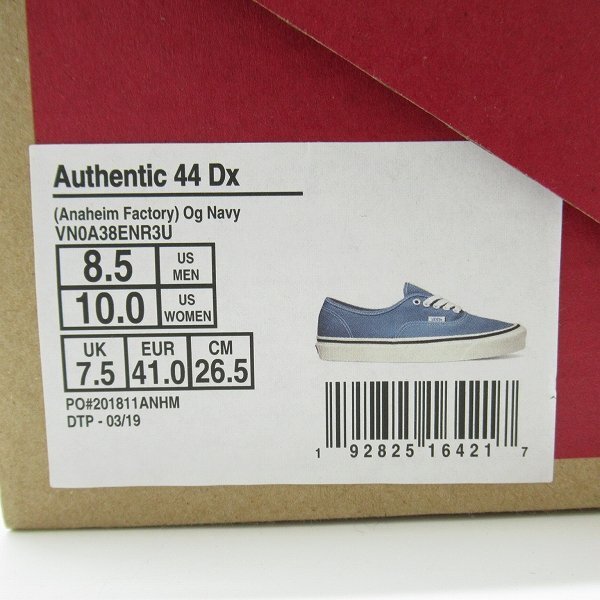 Authentic 44 Dx
(Anaheim Factory) Og Navy
VN0A38ENR3U
8.5 US MEN
10.0 US WOMEN
UK EUR CM
7.5 41.0 26.5
PO#201811ANHM
DTP - 03/19
1 92825 16421 7